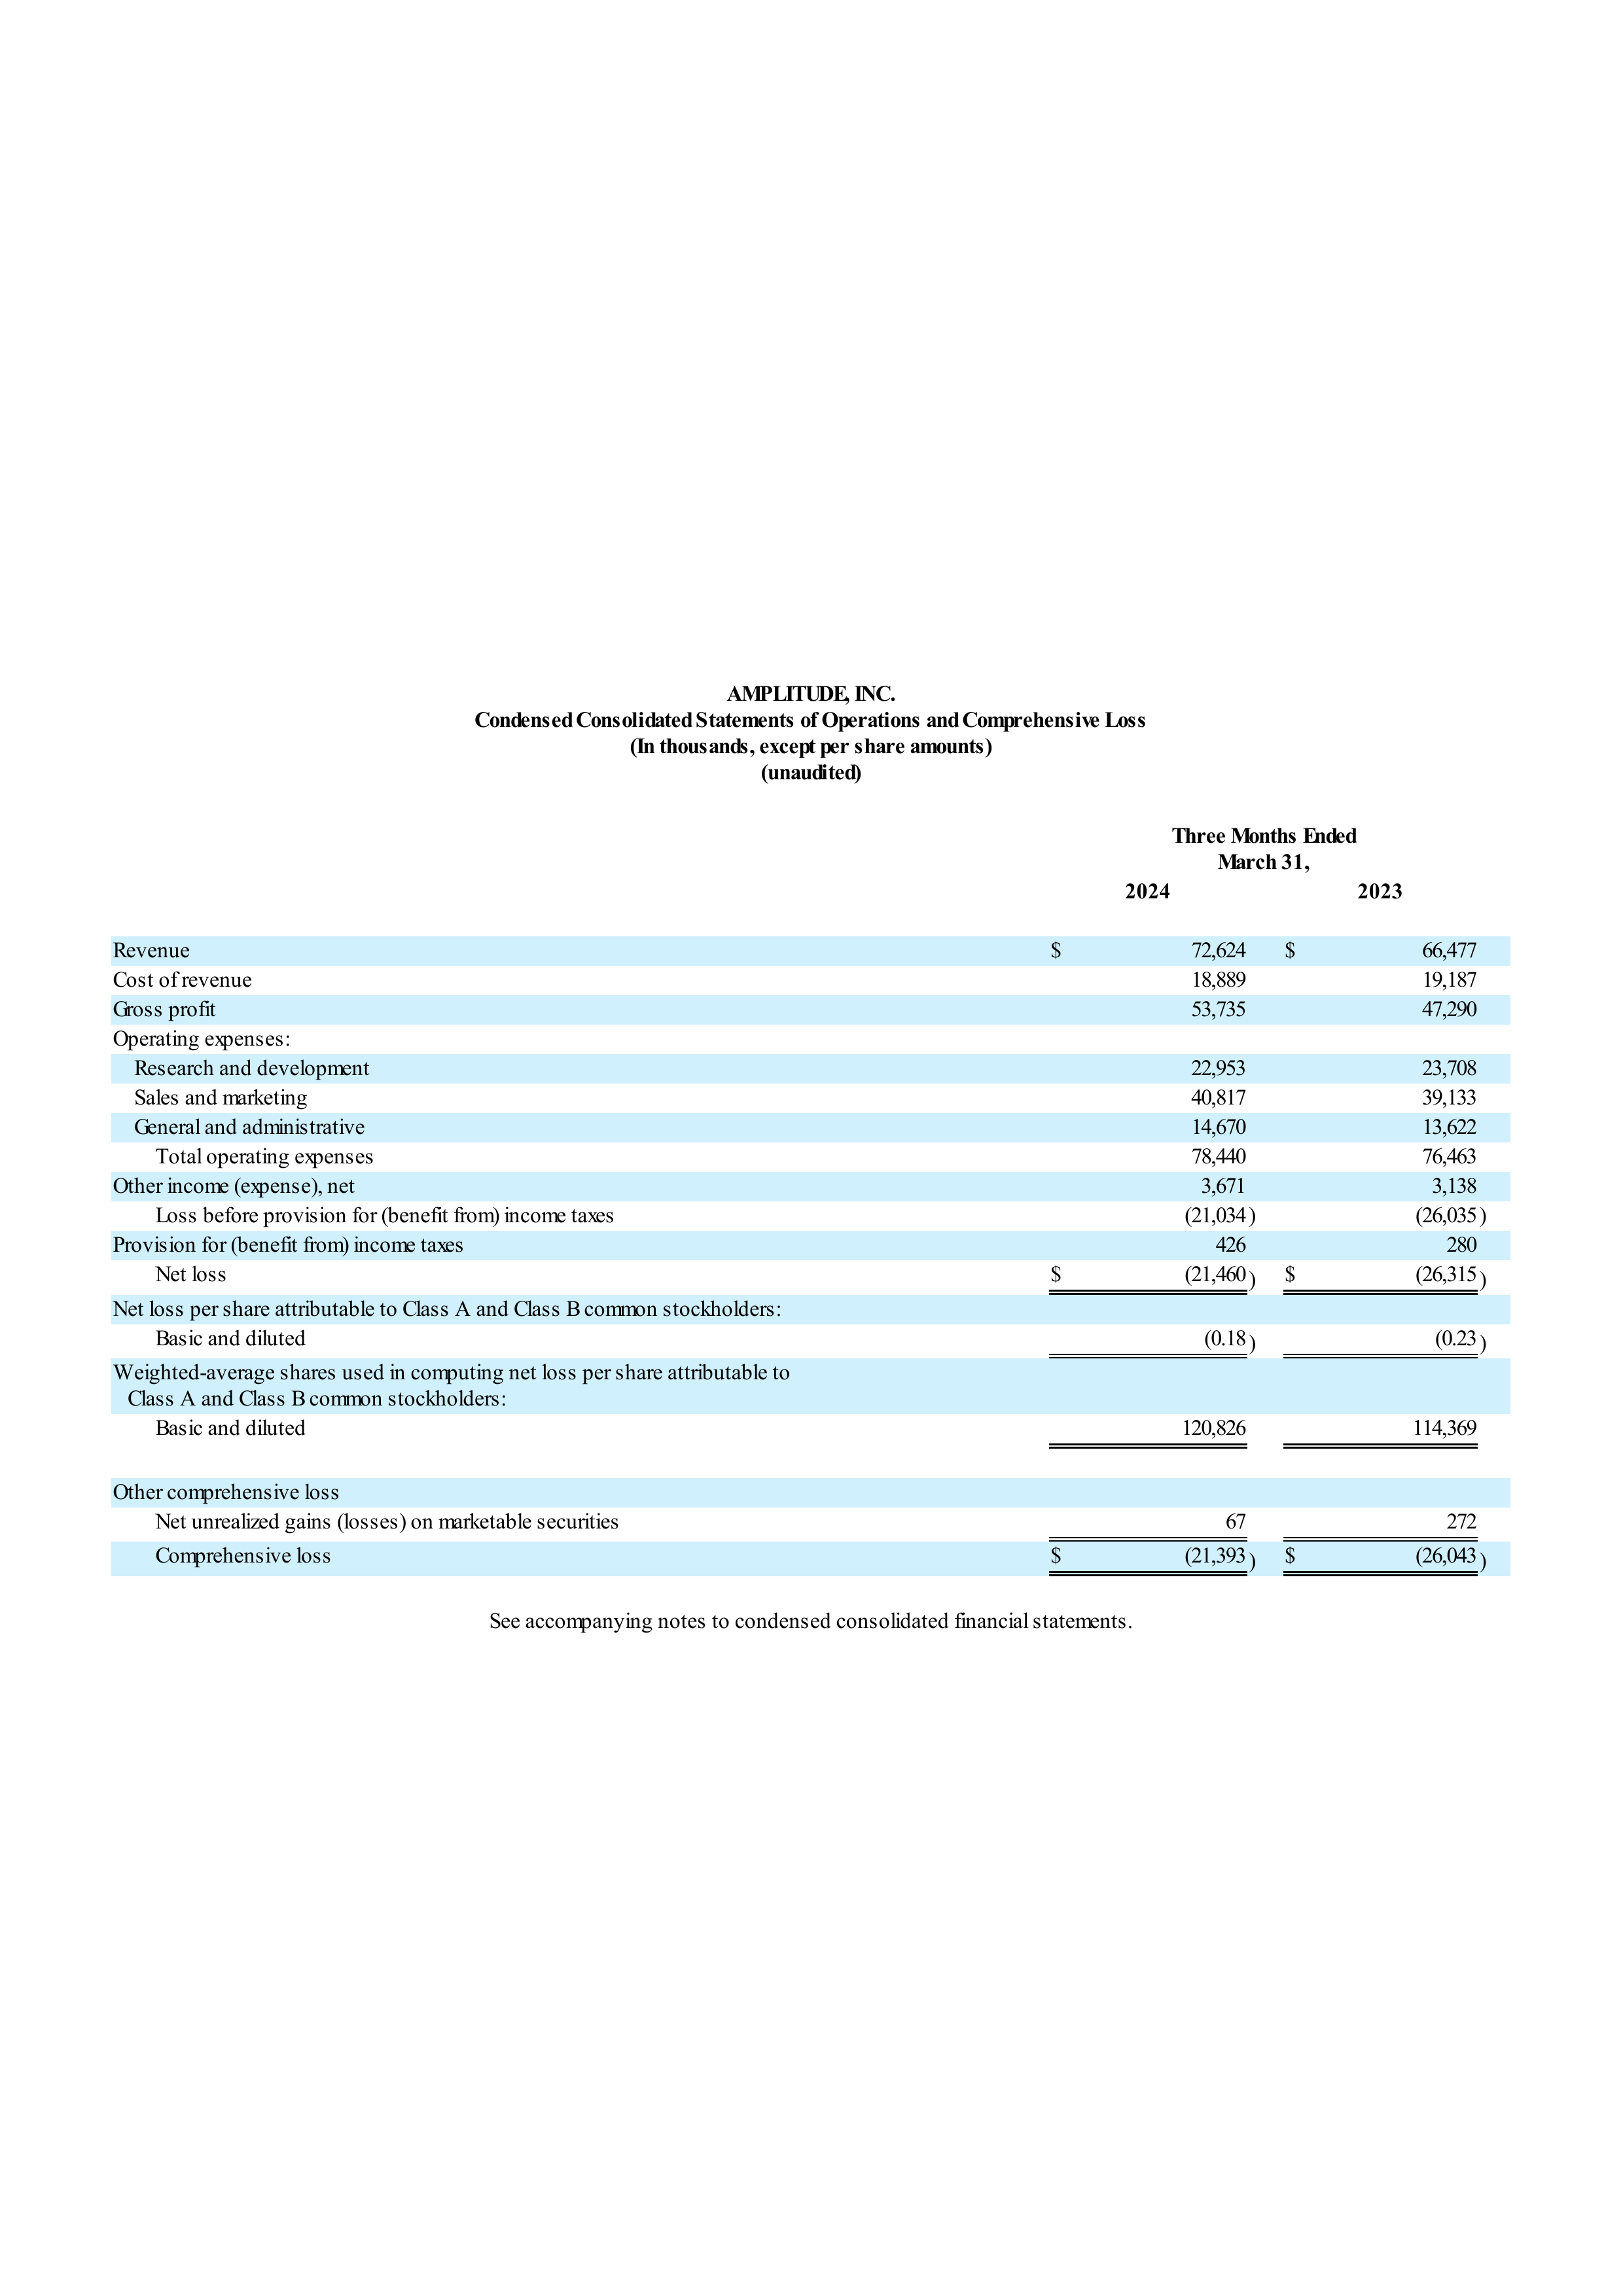 AMPLITUDE, INC.
Condensed Consolidated Statements of Operations and Comprehensive Loss
(In thousands, except per share amounts)
(unaudited)
Three Months Ended
March 31,
2024 2023
Revenue $ 72,624 $ 66,477
Cost of revenue 18,889 19,187
Gross profit 53,735 47,290
Operating expenses:
Research and development 22,953 23,708
Sales and marketing 40,817 39,133
General and administrative 14,670 13,622
Total operating expenses 78,440 76,463
Other income (expense), net 3,671 3,138
Loss before provision for (benefit from) income taxes (21,034) (26,035)
Provision for (benefit from) income taxes 426 280
Net loss $ (21,460) $ (26,315)
Net loss per share attributable to Class A and Class B common stockholders:
Basic and diluted (0.18) (0.23)
Weighted-average shares used in computing net loss per share attributable to
Class A and Class B common stockholders:
Basic and diluted 120,826 114,369
Other comprehensive loss
Net unrealized gains (losses) on marketable securities 67 272
Comprehensive loss $ (21,393) $ (26,043)
See accompanying notes to condensed consolidated financial statements.